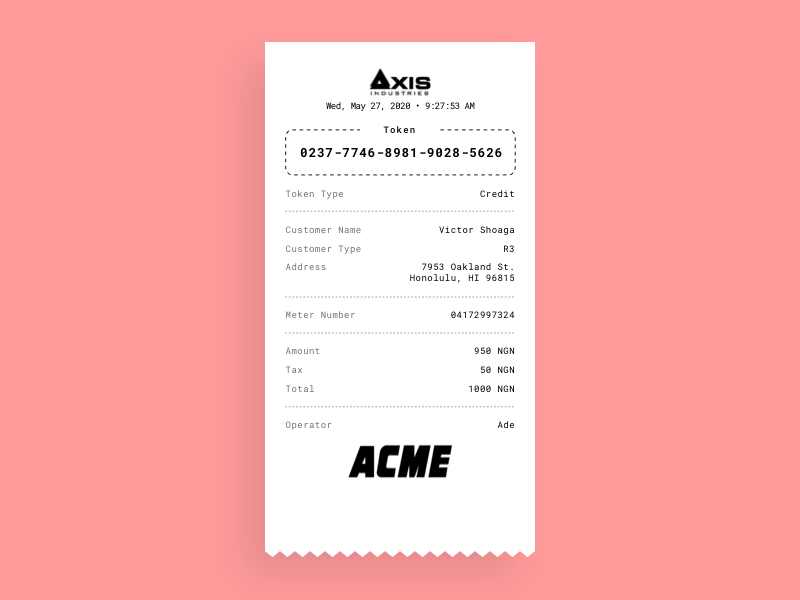 AXIS
INDUSTRIES
Wed, May 27, 2020 • 9:27:53 AM
Token
0237-7746-8981-9028-5626
Token Type Credit
Customer Name Victor Shoaga
Customer Type R3
Address 7953 Oakland St.
Honolulu, HI 96815
Meter Number 04172997324
Amount 950 NGN
Tax 50 NGN
Total 1000 NGN
Operator Ade
ACME